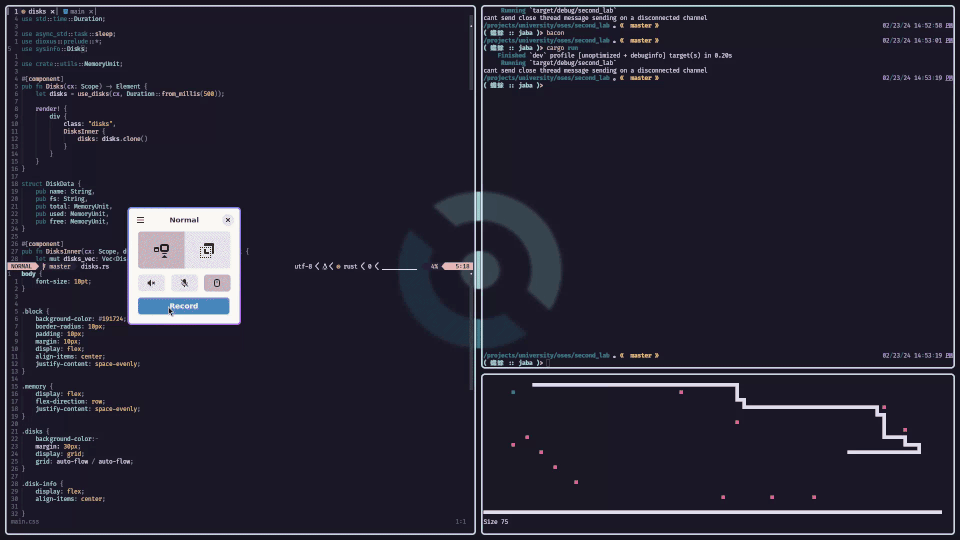 1 ● disks × main ×
4 use std::time::Duration;
3
2 use async_std::task::sleep;
1 use dioxus::prelude::*;
5 use sysinfo::Disks;
1
2 use crate::utils::MemoryUnit;
3
4 #[component]
5 pub fn Disks(cx: Scope) → Element {
6 let disks = use_disks(cx, Duration::from_millis(500));
7
8 render! {
9 div {
10 class: "disks",
11 DisksInner {
12 disks: disks.clone()
13 }
14 }
15 }
16 }
17
18 struct DiskData {
19 pub name: String,
20 pub fs: String,
21 pub total: MemoryUnit,
22 pub used: MemoryUnit,
23 pub free: MemoryUnit,
24 }
25
26 #[component]
27 pub fn DisksInner(cx: Scope, d {
28 let mut disks_vec: Vec<Dis
NORMAL master disks.rs utf-8 rust 0 4% 5:18
1 body {
1 font-size: 10pt;
2 }
3
4
5 .block {
6 background-color: #191724;
7 border-radius: 10px;
8 padding: 10px;
9 margin: 10px;
10 display: flex;
11 align-items: center;
12 justify-content: space-evenly;
13 }
14
15 .memory {
16 display: flex;
17 flex-direction: row;
18 justify-content: space-evenly;
19 }
20
21 .disks {
22 background-color:
23 margin: 30px;
24 display: grid;
25 grid: auto-flow / auto-flow;
26 }
27
28 .disk-info {
29 display: flex;
30 align-items: center;
31
32 }
main.css 1:1
Normal
Record
Running `target/debug/second_lab`
cant send close thread message sending on a disconnected channel
/projects/university/oses/second_lab master 02/23/24 14:52:50
:: jaba )> bacon
/projects/university/oses/second_lab master 02/23/24 14:53:01
:: jaba )> cargo run
Finished `dev` profile [unoptimized + debuginfo] target(s) in 0.20s
Running `target/debug/second_lab`
cant send close thread message sending on a disconnected channel
/projects/university/oses/second_lab master 02/23/24 14:53:19
:: jaba )>
/projects/university/oses/second_lab master 02/23/24 14:53:19
:: jaba )>
Size 75